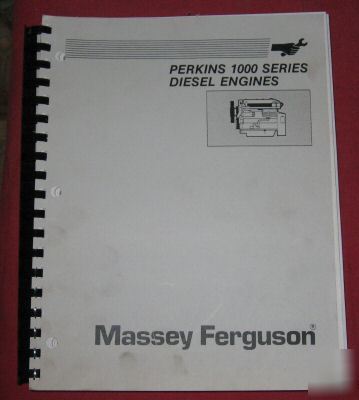 PERKINS 1000 SERIES
DIESEL ENGINES
Massey Ferguson®